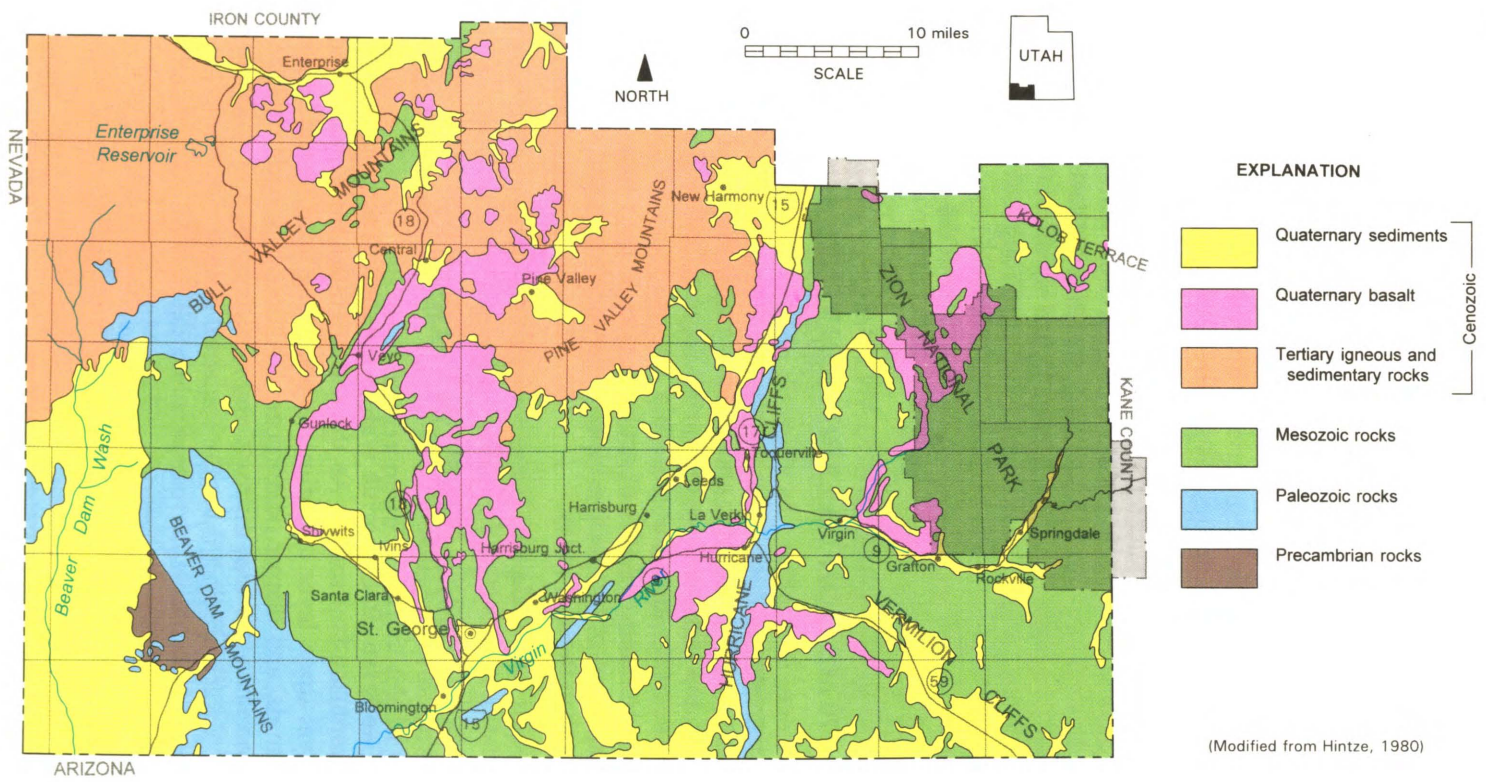 IRON COUNTY
0 10 miles
SCALE
NORTH
UTAH
NEVADA
Enterprise
Enterprise
Reservoir
BULL VALLEY MOUNTAINS
18
Central
Pine Valley
PINE VALLEY MOUNTAINS
New Harmony
15
KOLOB TERRACE
ZION NATIONAL PARK
KANE COUNTY
Veyo
Gunlock
17
CLIFFS
Toquerville
Leeds
Beaver Dam Wash
BEAVER DAM MOUNTAINS
18
Shivwits
Ivins
Harrisburg
Harrisburg Jnct.
La Verkin
Hurricane
Virgin
9
Grafton
Rockville
Springdale
Santa Clara
St. George
Washington
9
Virgin River
HURRICANE
VERMILION CLIFFS
59
Bloomington
15
ARIZONA
EXPLANATION
Quaternary sediments
Quaternary basalt
Tertiary igneous and
sedimentary rocks
Cenozoic
Mesozoic rocks
Paleozoic rocks
Precambrian rocks
(Modified from Hintze, 1980)